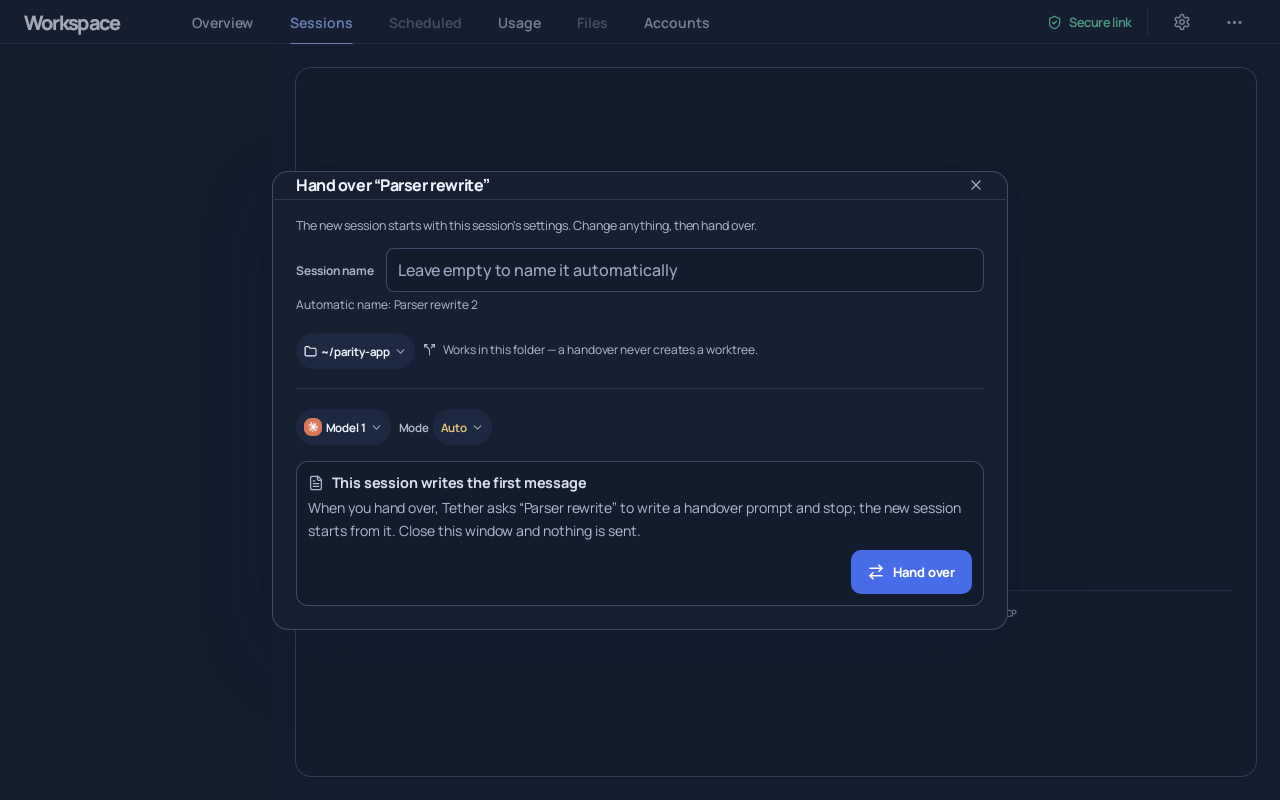 Workspace
Overview
Sessions
Scheduled
Usage
Files
Accounts
Secure link
Hand over “Parser rewrite”
The new session starts with this session's settings. Change anything, then hand over.
Session name
Leave empty to name it automatically
Automatic name: Parser rewrite 2
~/parity-app
Works in this folder — a handover never creates a worktree.
Model 1
Mode
Auto
This session writes the first message
When you hand over, Tether asks “Parser rewrite” to write a handover prompt and stop; the new session
starts from it. Close this window and nothing is sent.
Hand over